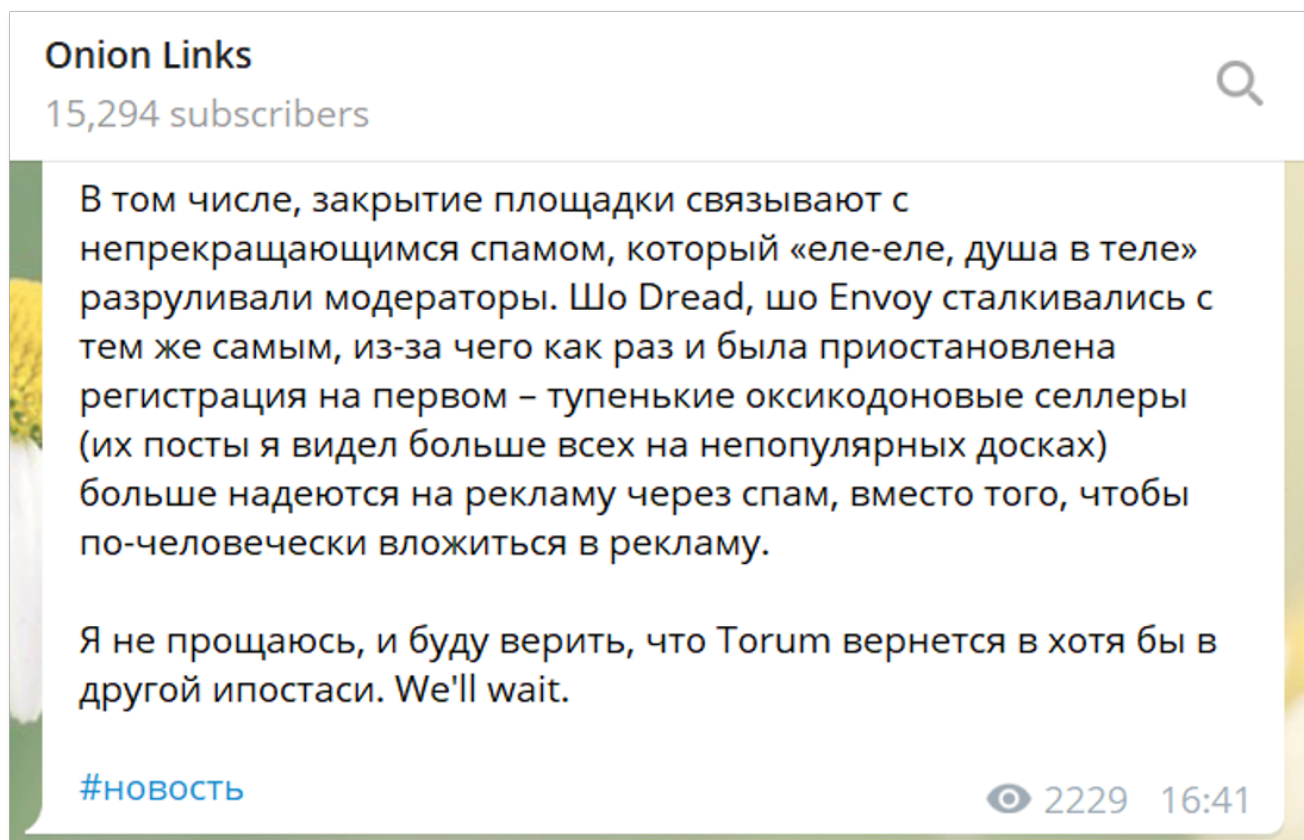 Onion Links
15,294 subscribers
В том числе, закрытие площадки связывают с
непрекращающимся спамом, который «еле-еле, душа в теле»
разруливали модераторы. Шо Dread, шо Envoy сталкивались с
тем же самым, из-за чего как раз и была приостановлена
регистрация на первом – тупенькие оксикодоновые селлеры
(их посты я видел больше всех на непопулярных досках)
больше надеются на рекламу через спам, вместо того, чтобы
по-человечески вложиться в рекламу.
Я не прощаюсь, и буду верить, что Torum вернется в хотя бы в
другой ипостаси. We'll wait.
#новость
2229 16:41